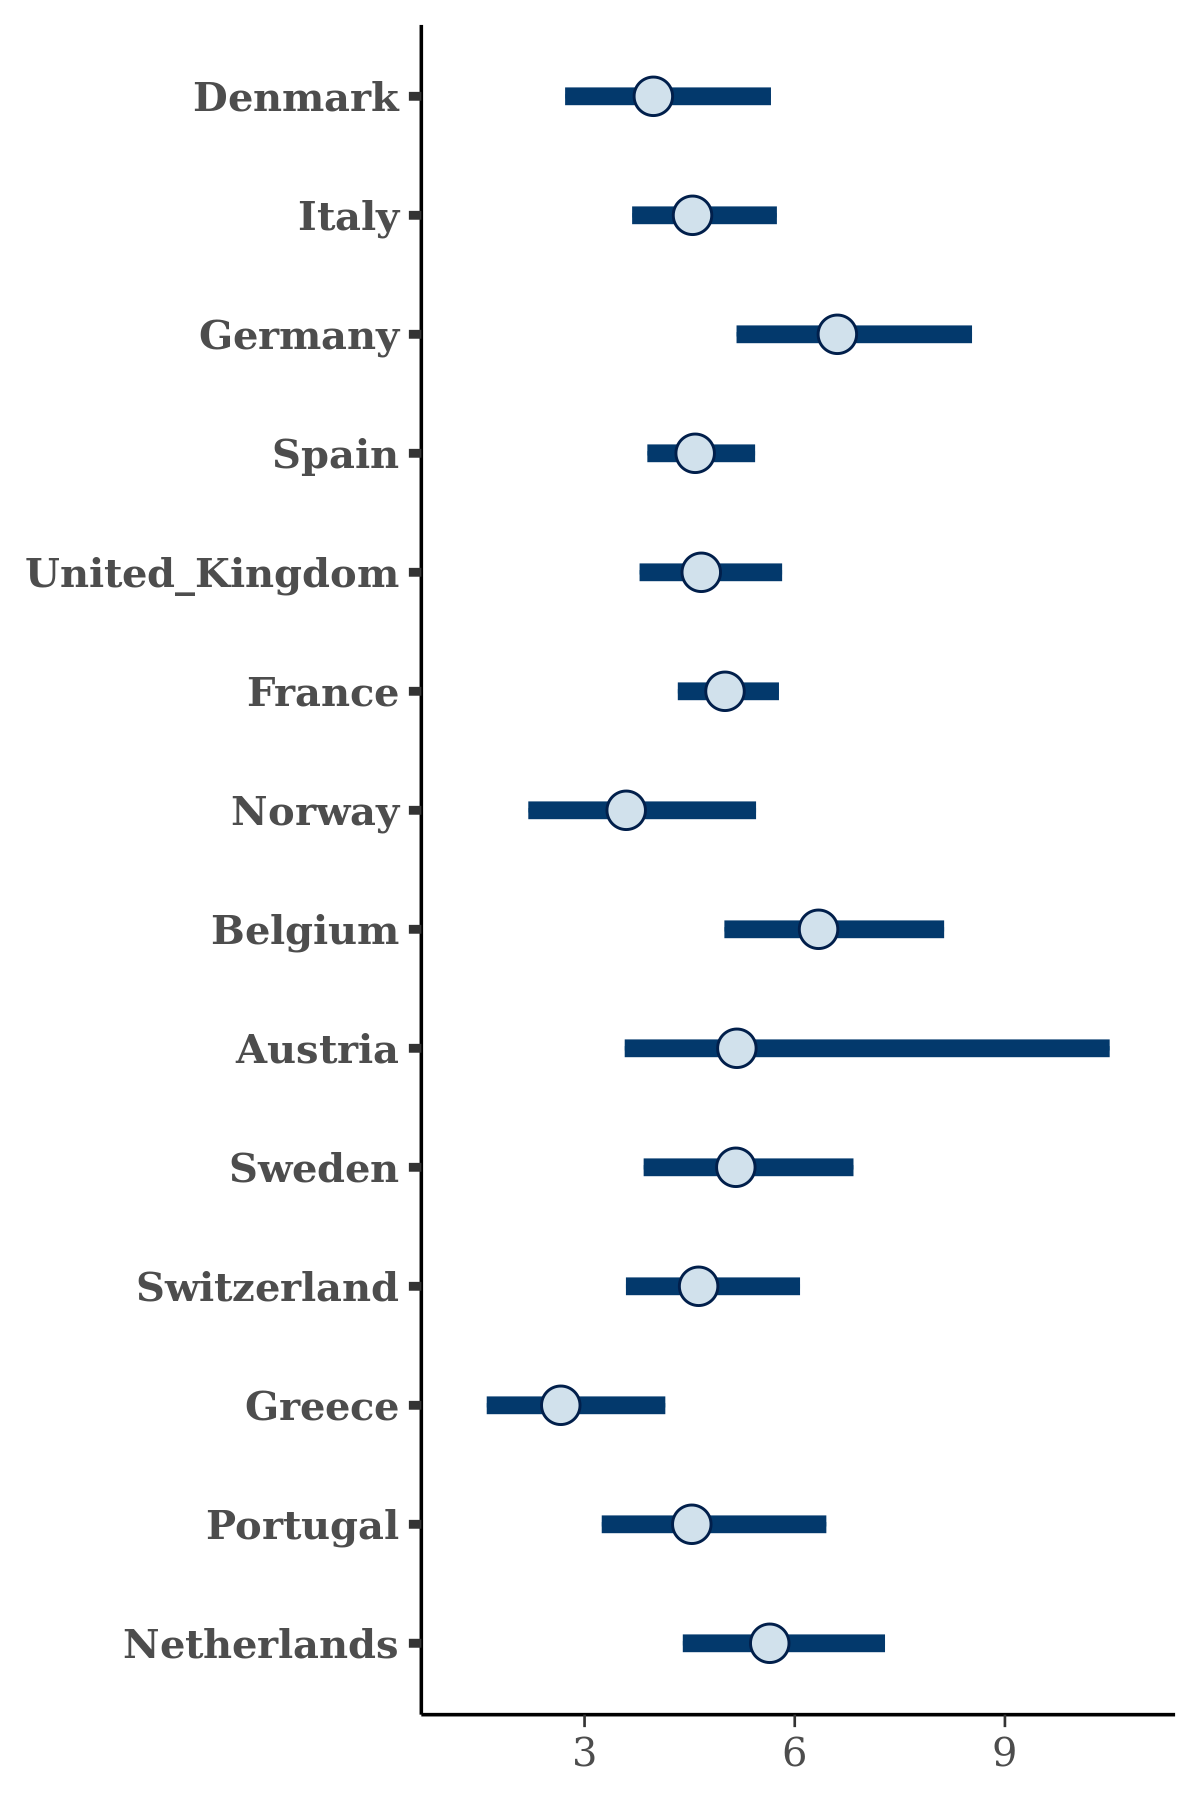 Denmark
Italy
Germany
Spain
United_Kingdom
France
Norway
Belgium
Austria
Sweden
Switzerland
Greece
Portugal
Netherlands
3 6 9